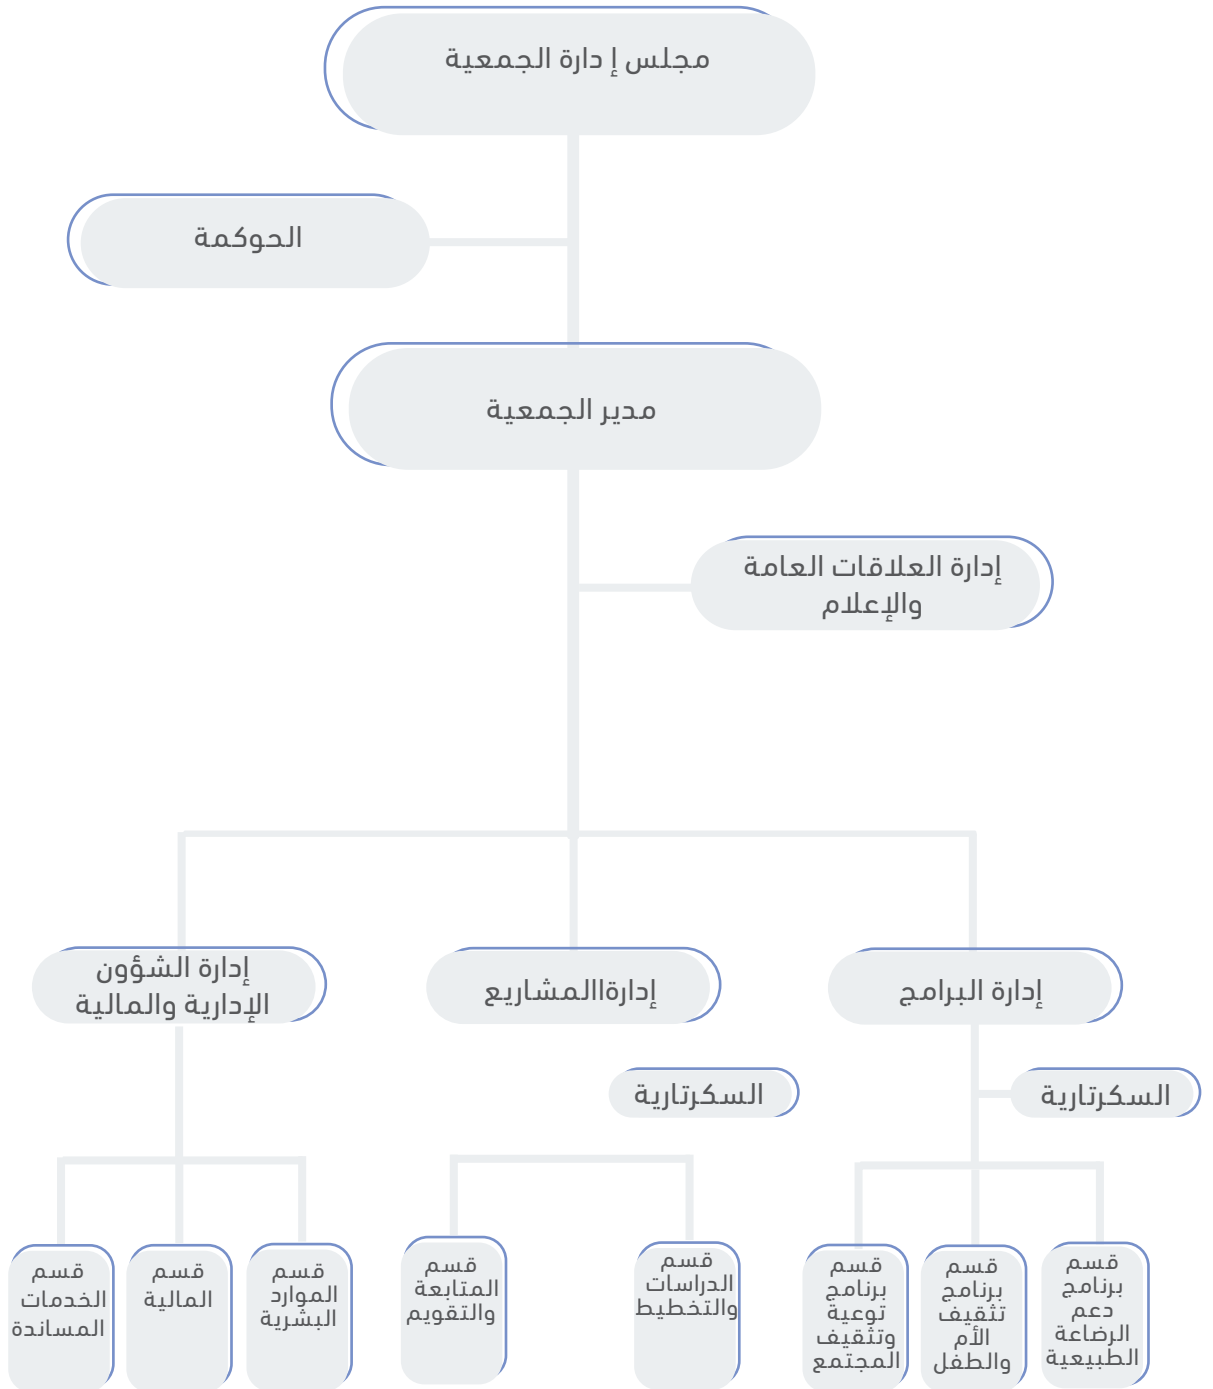 مجلس إ دارة الجمعية
الحوكمة
مدير الجمعية
إدارة العلاقات العامة
والإعلام
إدارة البرامج
إدارةاالمشاريع
إدارة الشؤون
الإدارية والمالية
السكرتارية
السكرتارية
قسم
برنامج
دعم
الرضاعة
الطبيعية
قسم
برنامج
تثقيف
الأم
والطفل
قسم
برنامج
توعية
وتثقيف
المجتمع
قسم
الدراسات
والتخطيط
قسم
المتابعة
والتقويم
قسم
الموارد
البشرية
قسم
المالية
قسم
الخدمات
المساندة